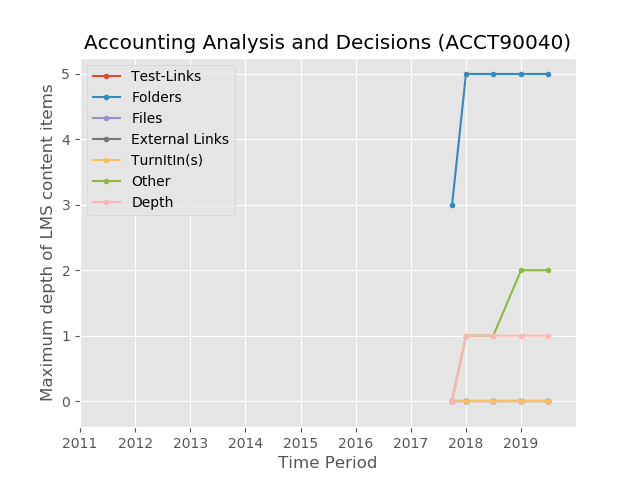 Accounting Analysis and Decisions (ACCT90040)
Maximum depth of LMS content items
5
4
3
2
1
0
Test-Links
Folders
Files
External Links
TurnItIn(s)
Other
Depth
2011 2012 2013 2014 2015 2016 2017 2018 2019
Time Period